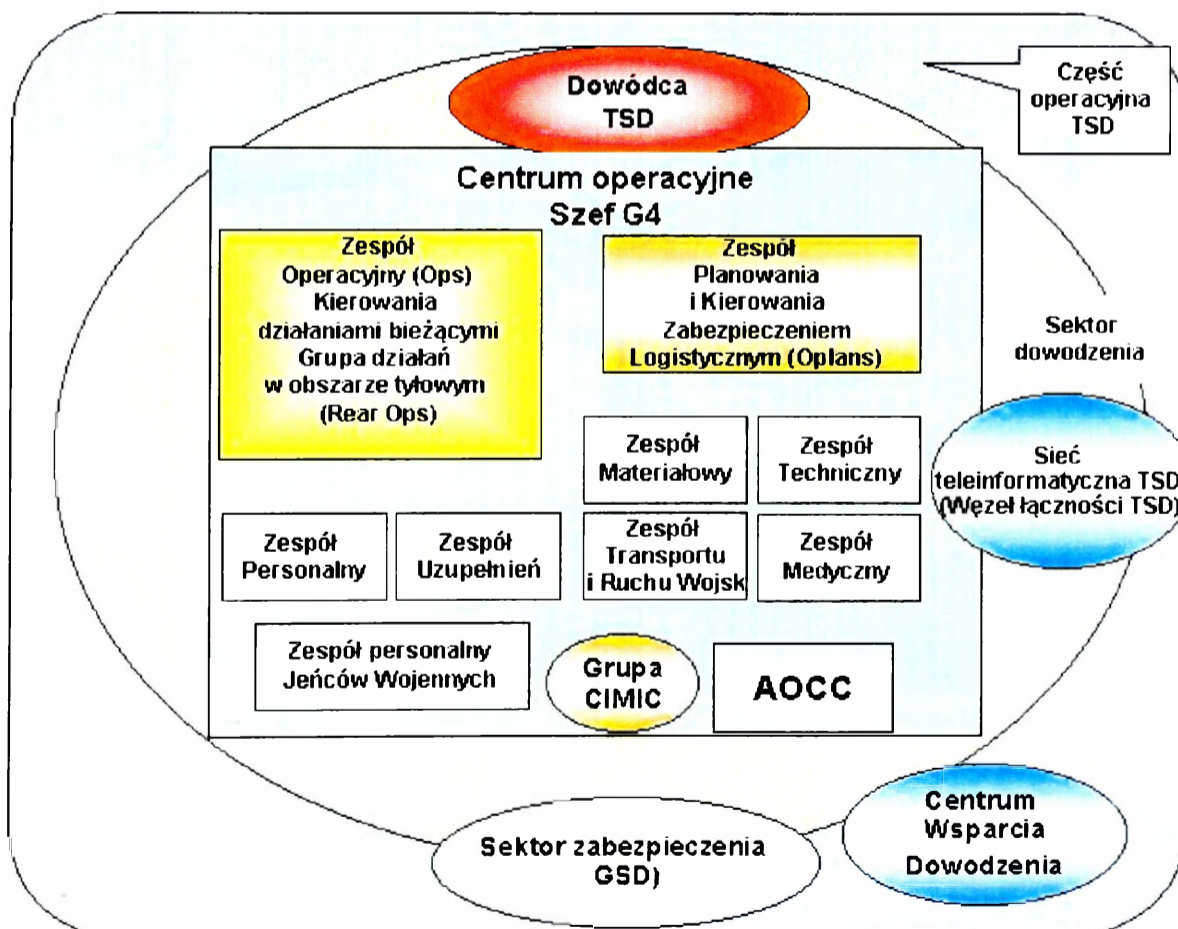 Dowódca
TSD
Część
operacyjna
TSD
Centrum operacyjne
Szef G4
Zespół
Operacyjny (Ops)
Kierowania
działaniami bieżącymi
Grupa działań
w obszarze tyłowym
(Rear Ops)
Zespół
Planowania
i Kierowania
Zabezpieczeniem
Logistycznym (Oplans)
Sektor
dowodzenia
Zespół
Materiałowy
Zespół
Techniczny
Sieć
teleinformatyczna TSD
(Węzeł łączności TSD)
Zespół
Personalny
Zespół
Uzupełnień
Zespół
Transportu
i Ruchu Wojsk
Zespół
Medyczny
Zespół personalny
Jeńców Wojennych
Grupa
CIMIC
AOCC
Centrum
Wsparcia
Dowodzenia
Sektor zabezpieczenia
GSD)